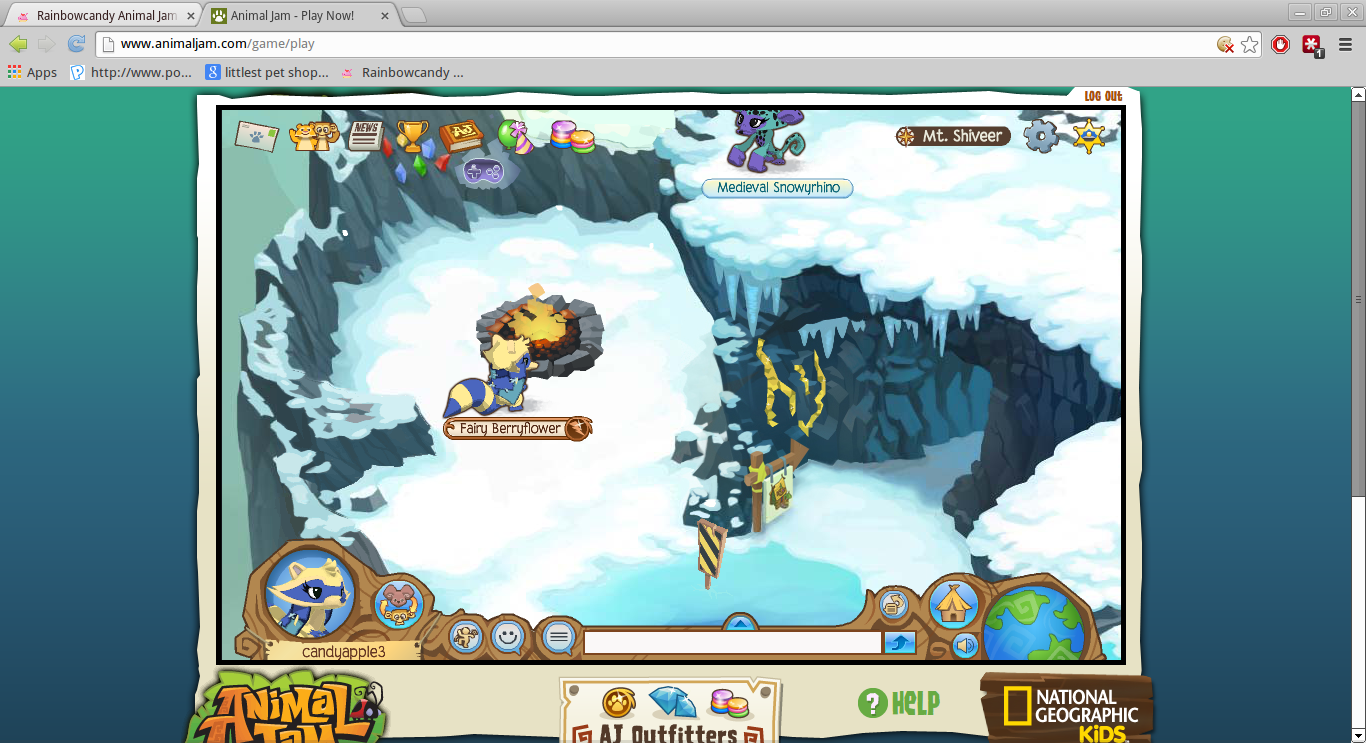 Rainbowcandy Animal Jam
Animal Jam - Play Now!
www.animaljam.com/game/play
1
Apps
http://www.po...
littlest pet shop...
Rainbowcandy ...
LOG OUT
NEWS
AJ
Mt. Shiveer
Medieval Snowyrhino
Fairy Berryflower
candyapple3
ANIMAL
JAM
AJ Outfitters
? HELP
NATIONAL
GEOGRAPHIC
KiDS